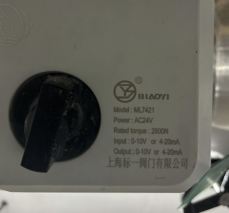 BIAOYI
Model : ML7421
Power : AC24V
Rated torque : 2000N
Input : 0-10V or 4-20mA
Output : 0-10V or 4-20mA
上海标一阀门有限公司